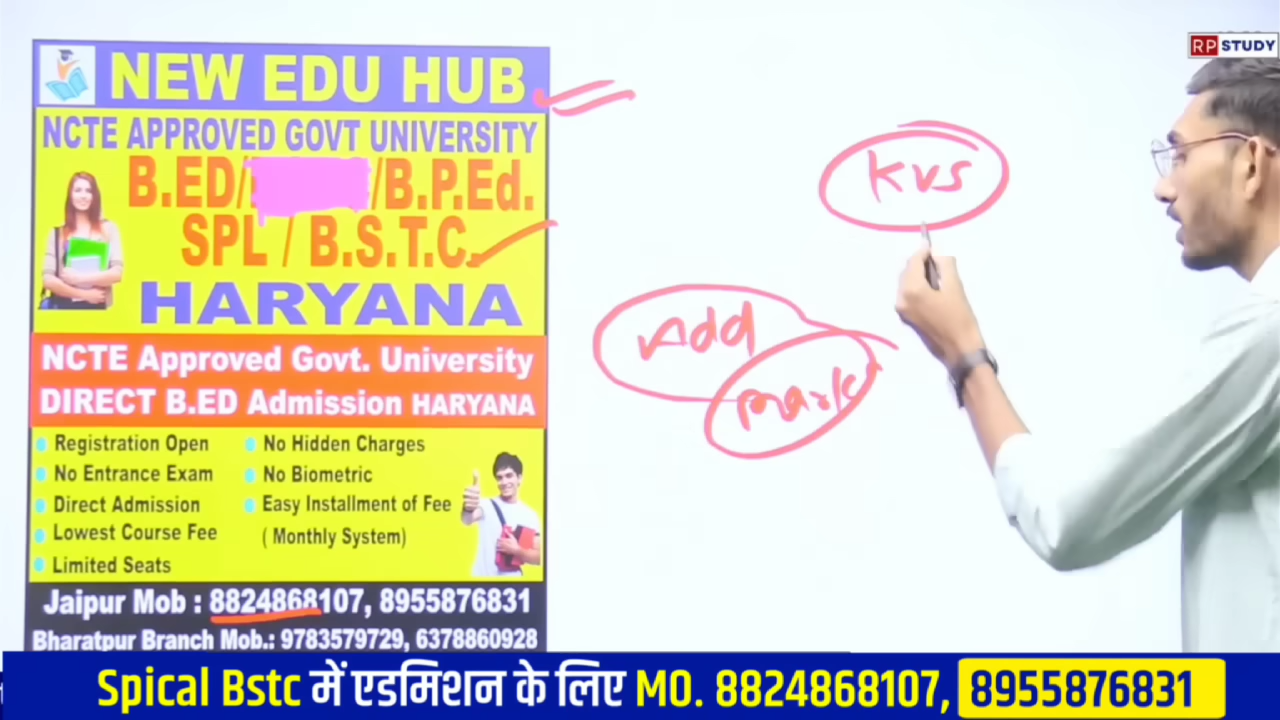 RP STUDY
NEW EDU HUB
NCTE APPROVED GOVT UNIVERSITY
B.ED/ /B.P.Ed.
SPL / B.S.T.C.
HARYANA
NCTE Approved Govt. University
DIRECT B.ED Admission HARYANA
Registration Open
No Entrance Exam
Direct Admission
Lowest Course Fee
Limited Seats
No Hidden Charges
No Biometric
Easy Installment of Fee
( Monthly System)
Jaipur Mob : 8824868107, 8955876831
Bharatpur Branch Mob.: 9783579729, 6378860928
KVS
Add
mark
Spical Bstc में एडमिशन के लिए MO. 8824868107, 8955876831